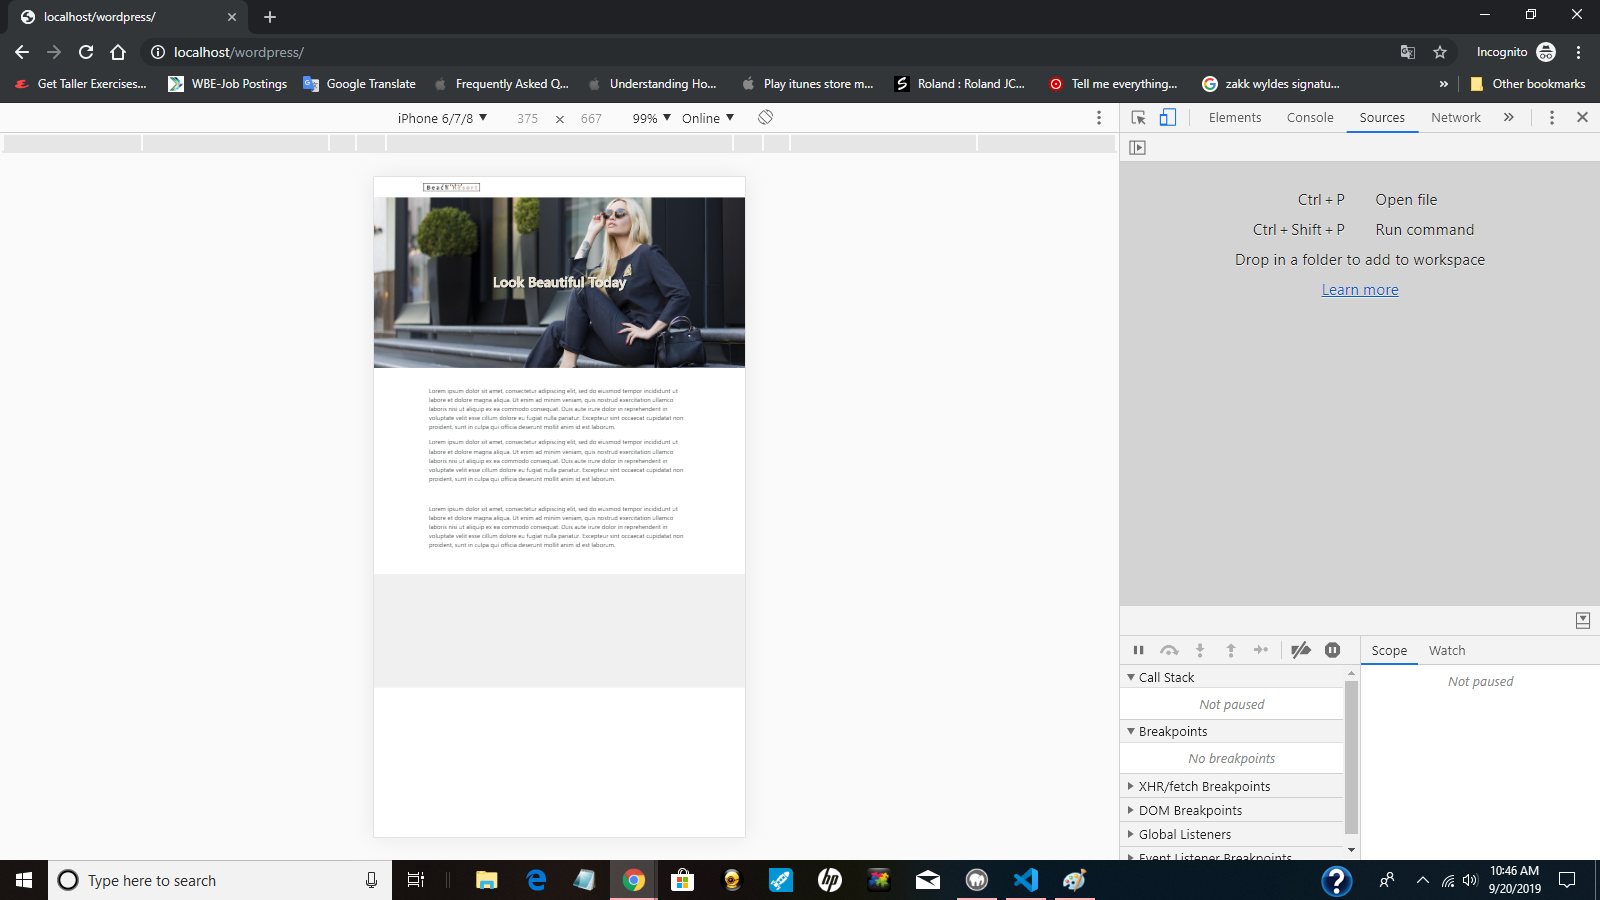 localhost/wordpress/
localhost/wordpress/
Incognito
Get Taller Exercises...
WBE-Job Postings
Google Translate
Frequently Asked Q...
Understanding Ho...
Play itunes store m...
Roland : Roland JC...
Tell me everything...
zakk wyldes signatu...
»
Other bookmarks
iPhone 6/7/8 ▼
375 × 667
99% ▼
Online ▼
Elements
Console
Sources
Network
»
Ctrl + P Open file
Ctrl + Shift + P Run command
Drop in a folder to add to workspace
Learn more
Beach Resort
Look Beautiful Today
Lorem ipsum dolor sit amet, consectetur adipiscing elit, sed do eiusmod tempor incididunt ut
labore et dolore magna aliqua. Ut enim ad minim veniam, quis nostrud exercitation ullamco
laboris nisi ut aliquip ex ea commodo consequat. Duis aute irure dolor in reprehenderit in
voluptate velit esse cillum dolore eu fugiat nulla pariatur. Excepteur sint occaecat cupidatat non
proident, sunt in culpa qui officia deserunt mollit anim id est laborum.
Lorem ipsum dolor sit amet, consectetur adipiscing elit, sed do eiusmod tempor incididunt ut
labore et dolore magna aliqua. Ut enim ad minim veniam, quis nostrud exercitation ullamco
laboris nisi ut aliquip ex ea commodo consequat. Duis aute irure dolor in reprehenderit in
voluptate velit esse cillum dolore eu fugiat nulla pariatur. Excepteur sint occaecat cupidatat non
proident, sunt in culpa qui officia deserunt mollit anim id est laborum.
Lorem ipsum dolor sit amet, consectetur adipiscing elit, sed do eiusmod tempor incididunt ut
labore et dolore magna aliqua. Ut enim ad minim veniam, quis nostrud exercitation ullamco
laboris nisi ut aliquip ex ea commodo consequat. Duis aute irure dolor in reprehenderit in
voluptate velit esse cillum dolore eu fugiat nulla pariatur. Excepteur sint occaecat cupidatat non
proident, sunt in culpa qui officia deserunt mollit anim id est laborum.
Call Stack
Not paused
Breakpoints
No breakpoints
XHR/fetch Breakpoints
DOM Breakpoints
Global Listeners
Event Listener Breakpoints
Scope
Watch
Not paused
Type here to search
hp
10:46 AM
9/20/2019